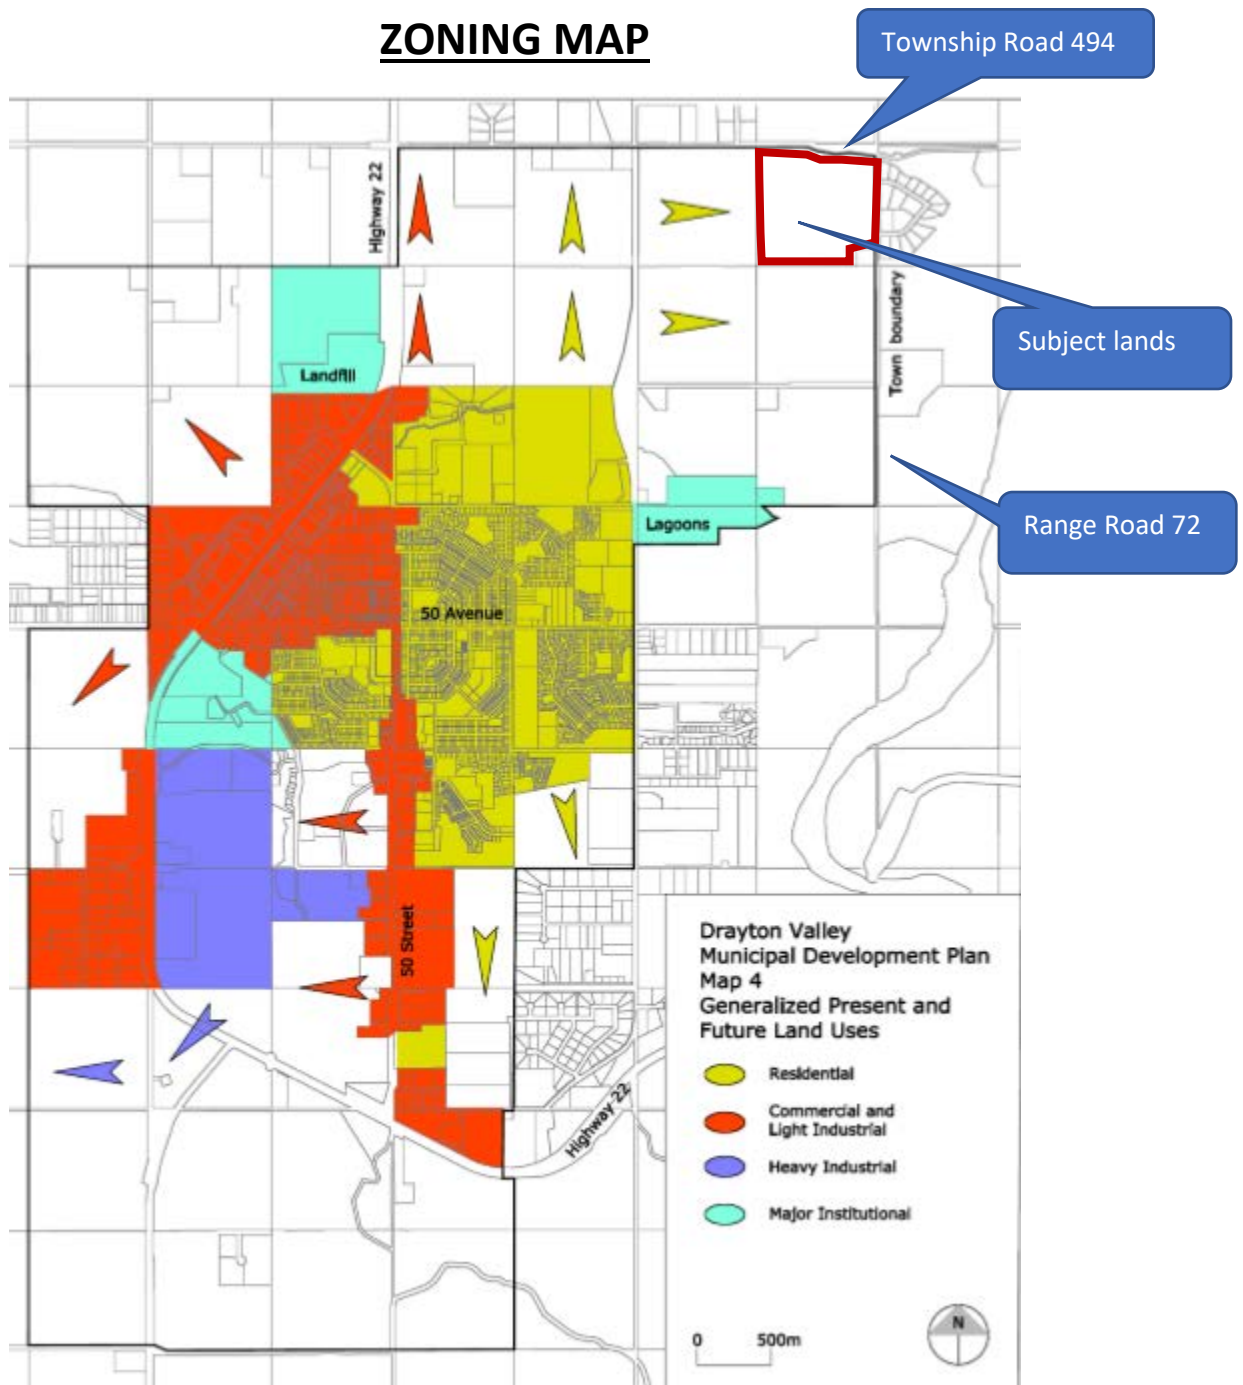 ZONING MAP
Township Road 494
Highway 22
Town boundary
Subject lands
Landfill
Lagoons
Range Road 72
50 Avenue
50 Street
Highway 22
Drayton Valley
Municipal Development Plan
Map 4
Generalized Present and
Future Land Uses
Residential
Commercial and
Light Industrial
Heavy Industrial
Major Institutional
0 500m
N